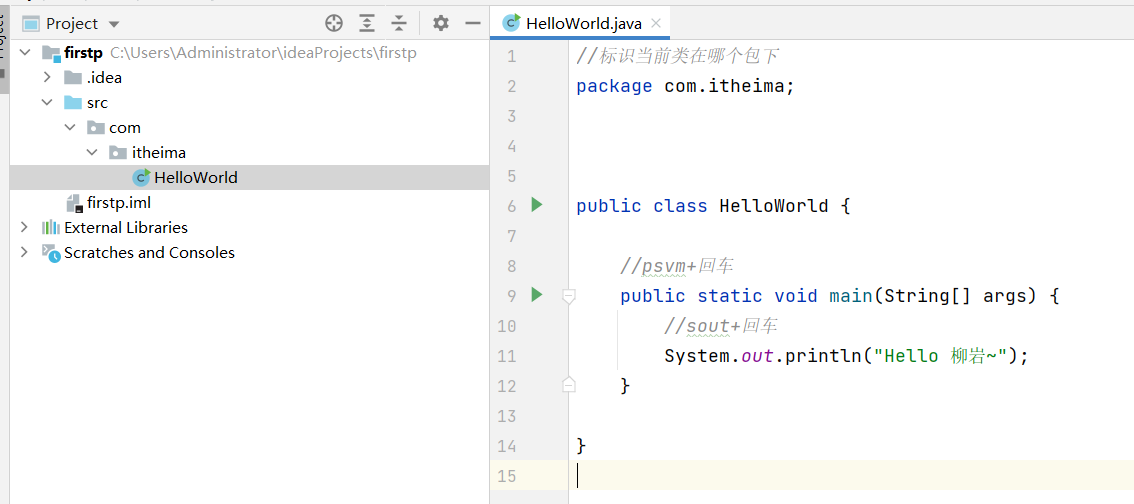 Project
firstp C:\Users\Administrator\ideaProjects\firstp
.idea
src
com
itheima
HelloWorld
firstp.iml
External Libraries
Scratches and Consoles
HelloWorld.java
1 //标识当前类在哪个包下
2 package com.itheima;
3
4
5
6 public class HelloWorld {
7
8 //psvm+回车
9 public static void main(String[] args) {
10 //sout+回车
11 System.out.println("Hello 柳岩~");
12 }
13
14 }
15